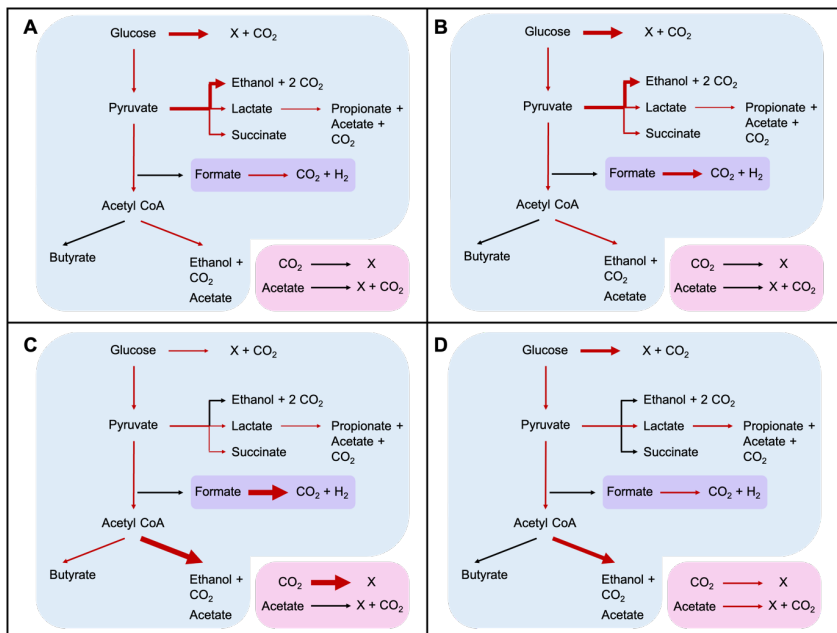 A
Glucose X + CO₂
Ethanol + 2 CO₂
Pyruvate Lactate Propionate +
Acetate +
CO₂
Succinate
Formate CO₂ + H₂
Acetyl CoA
Butyrate
Ethanol +
CO₂
Acetate
CO₂ X
Acetate X + CO₂
B
Glucose X + CO₂
Ethanol + 2 CO₂
Pyruvate Lactate Propionate +
Acetate +
CO₂
Succinate
Formate CO₂ + H₂
Acetyl CoA
Butyrate
Ethanol +
CO₂
Acetate
CO₂ X
Acetate X + CO₂
C
Glucose X + CO₂
Ethanol + 2 CO₂
Pyruvate Lactate Propionate +
Acetate +
CO₂
Succinate
Formate CO₂ + H₂
Acetyl CoA
Butyrate
Ethanol +
CO₂
Acetate
CO₂ X
Acetate X + CO₂
D
Glucose X + CO₂
Ethanol + 2 CO₂
Pyruvate Lactate Propionate +
Acetate +
CO₂
Succinate
Formate CO₂ + H₂
Acetyl CoA
Butyrate
Ethanol +
CO₂
Acetate
CO₂ X
Acetate X + CO₂